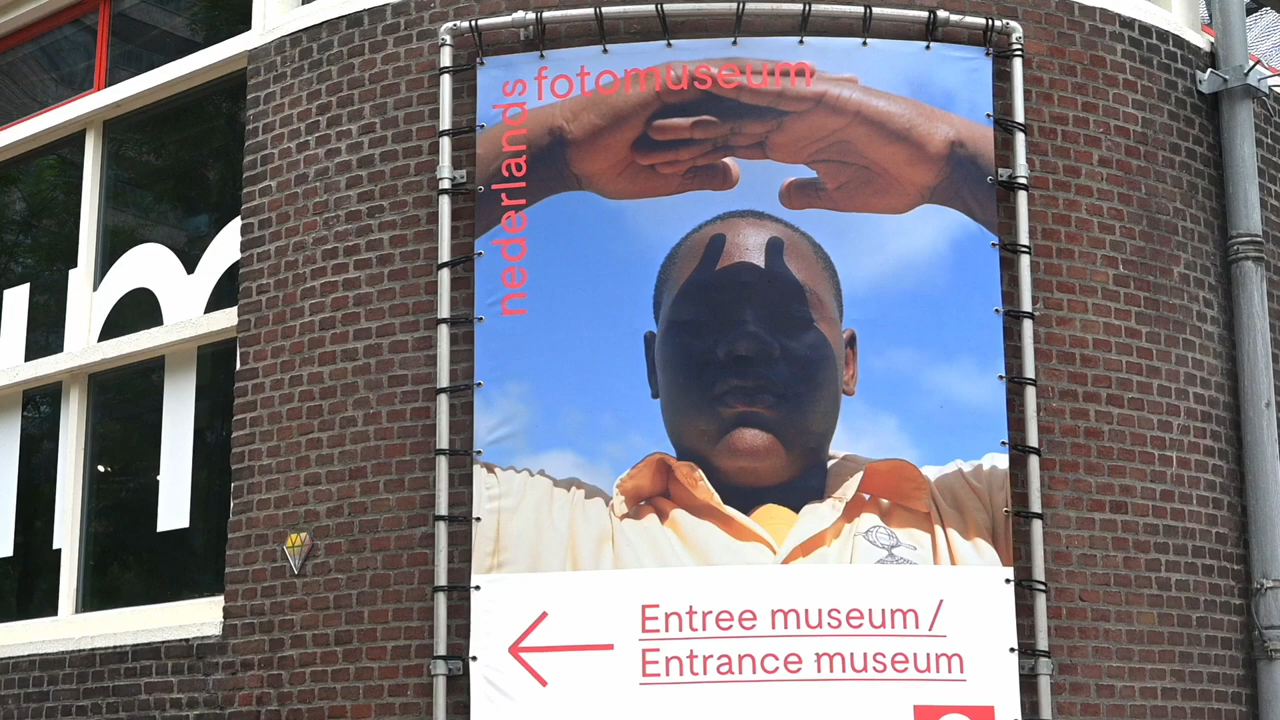 nederlands
fotomuseum
Entree museum /
Entrance museum